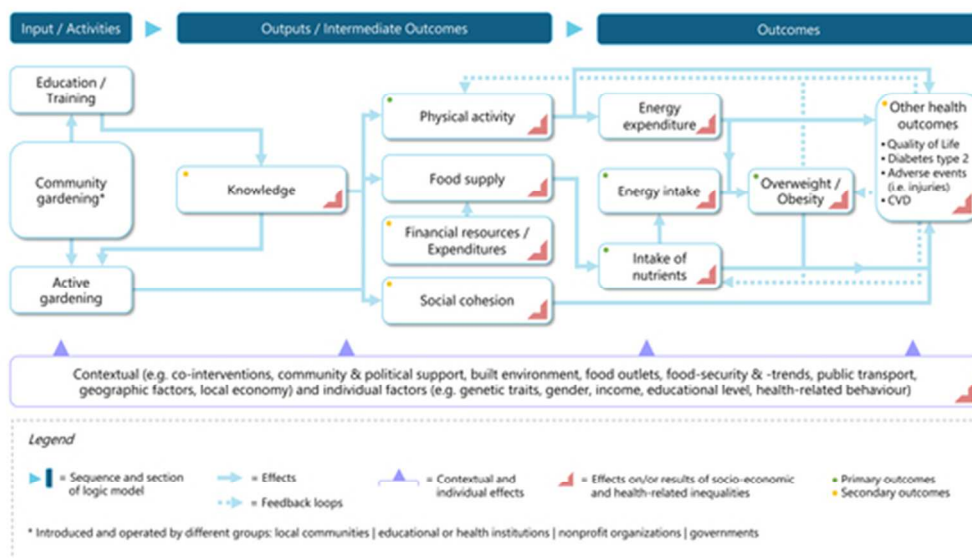 Input / Activities
Outputs / Intermediate Outcomes
Outcomes
Education /
Training
Community
gardening*
Active
gardening
Knowledge
Physical activity
Food supply
Financial resources /
Expenditures
Social cohesion
Energy
expenditure
Energy intake
Intake of
nutrients
Overweight /
Obesity
Other health
outcomes
• Quality of Life
• Diabetes type 2
• Adverse events
(i.e. injuries)
• CVD
Contextual (e.g. co-interventions, community & political support, built environment, food outlets, food-security & -trends, public transport,
geographic factors, local economy) and individual factors (e.g. genetic traits, gender, income, educational level, health-related behaviour)
Legend
= Sequence and section
of logic model
= Effects
= Feedback loops
= Contextual and
individual effects
= Effects on/or results of socio-economic
and health-related inequalities
Primary outcomes
Secondary outcomes
* Introduced and operated by different groups: local communities | educational or health institutions | nonprofit organizations | governments